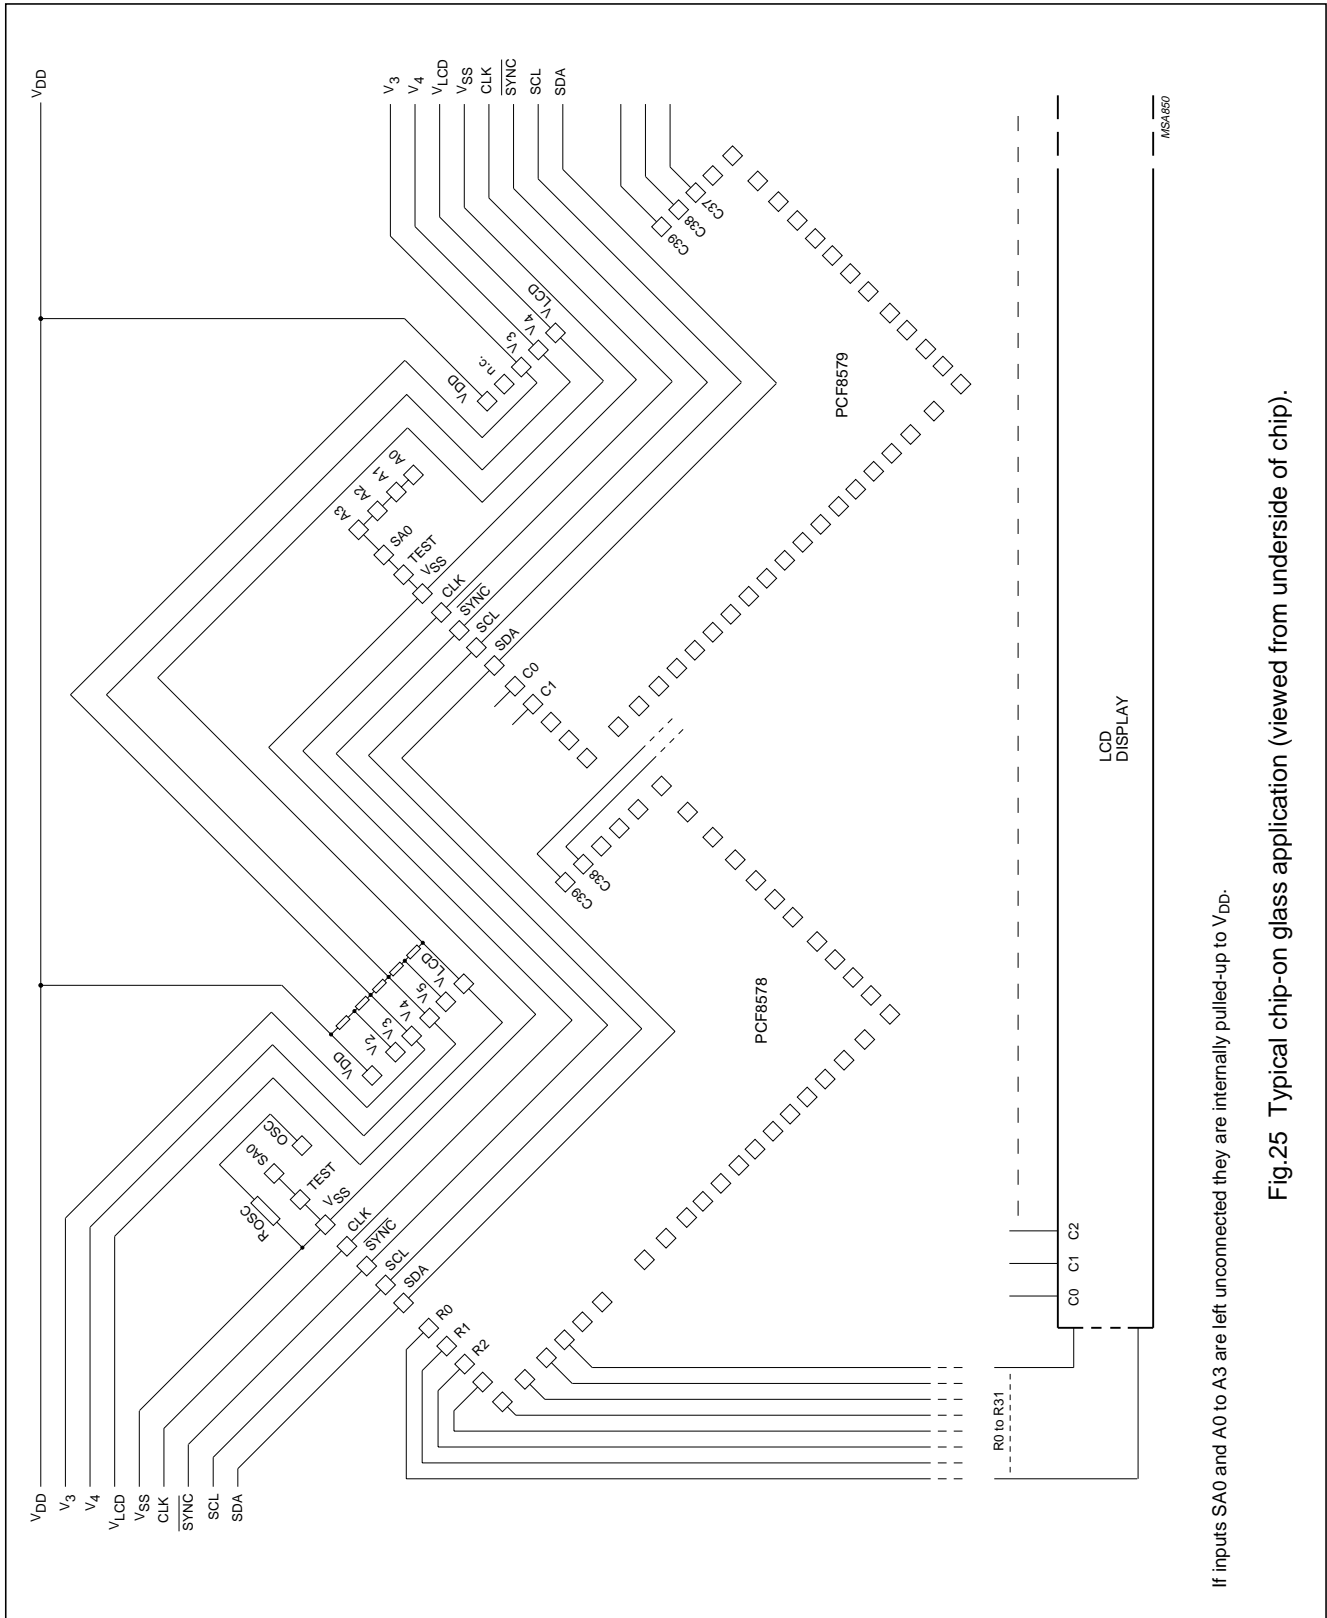 VDD
V3
V4
VLCD
VSS
CLK
SYNC
SCL
SDA
VDD
V3
V4
VLCD
VSS
CLK
SYNC
SCL
SDA
ROSC
OSC
SA0
TEST
VSS
CLK
SYNC
SCL
SDA
R0
R1
R2
VDD
V2
V3
V4
V5
VLCD
C39
C38
PCF8578
A3
A2
A1
A0
SA0
TEST
VSS
CLK
SYNC
SCL
SDA
C0
C1
VDD
n.c.
V3
V4
VLCD
C39
C38
C37
PCF8579
R0 to R31
C0
C1
C2
LCD
DISPLAY
MSA850
If inputs SA0 and A0 to A3 are left unconnected they are internally pulled-up to VDD.
Fig.25 Typical chip-on glass application (viewed from underside of chip).